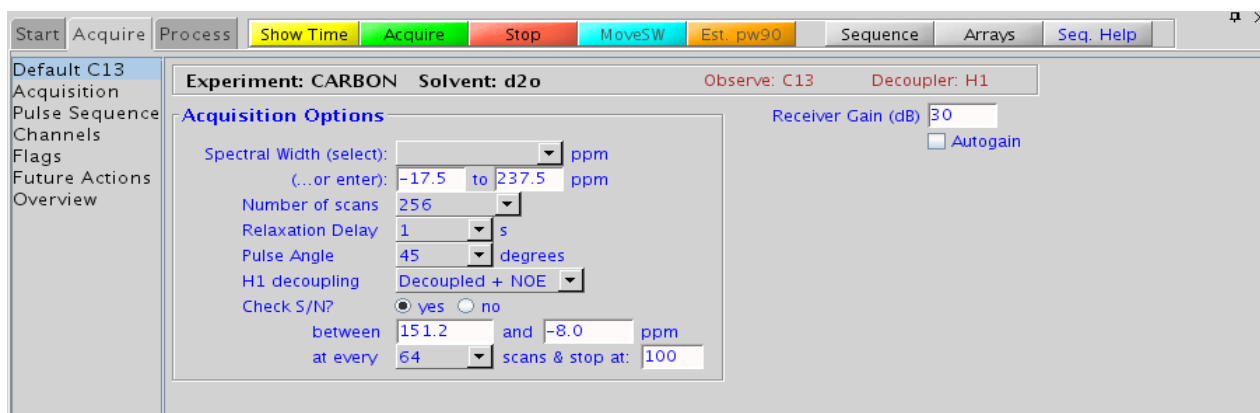 Start Acquire Process Show Time Acquire Stop MoveSW Est. pw90 Sequence Arrays Seq. Help
Default C13
Acquisition
Pulse Sequence
Channels
Flags
Future Actions
Overview
Experiment: CARBON Solvent: d2o Observe: C13 Decoupler: H1
Acquisition Options
Spectral Width (select): ppm
(...or enter): -17.5 to 237.5 ppm
Number of scans 256
Relaxation Delay 1 s
Pulse Angle 45 degrees
H1 decoupling Decoupled + NOE
Check S/N? yes no
between 151.2 and -8.0 ppm
at every 64 scans & stop at: 100
Receiver Gain (dB) 30
Autogain